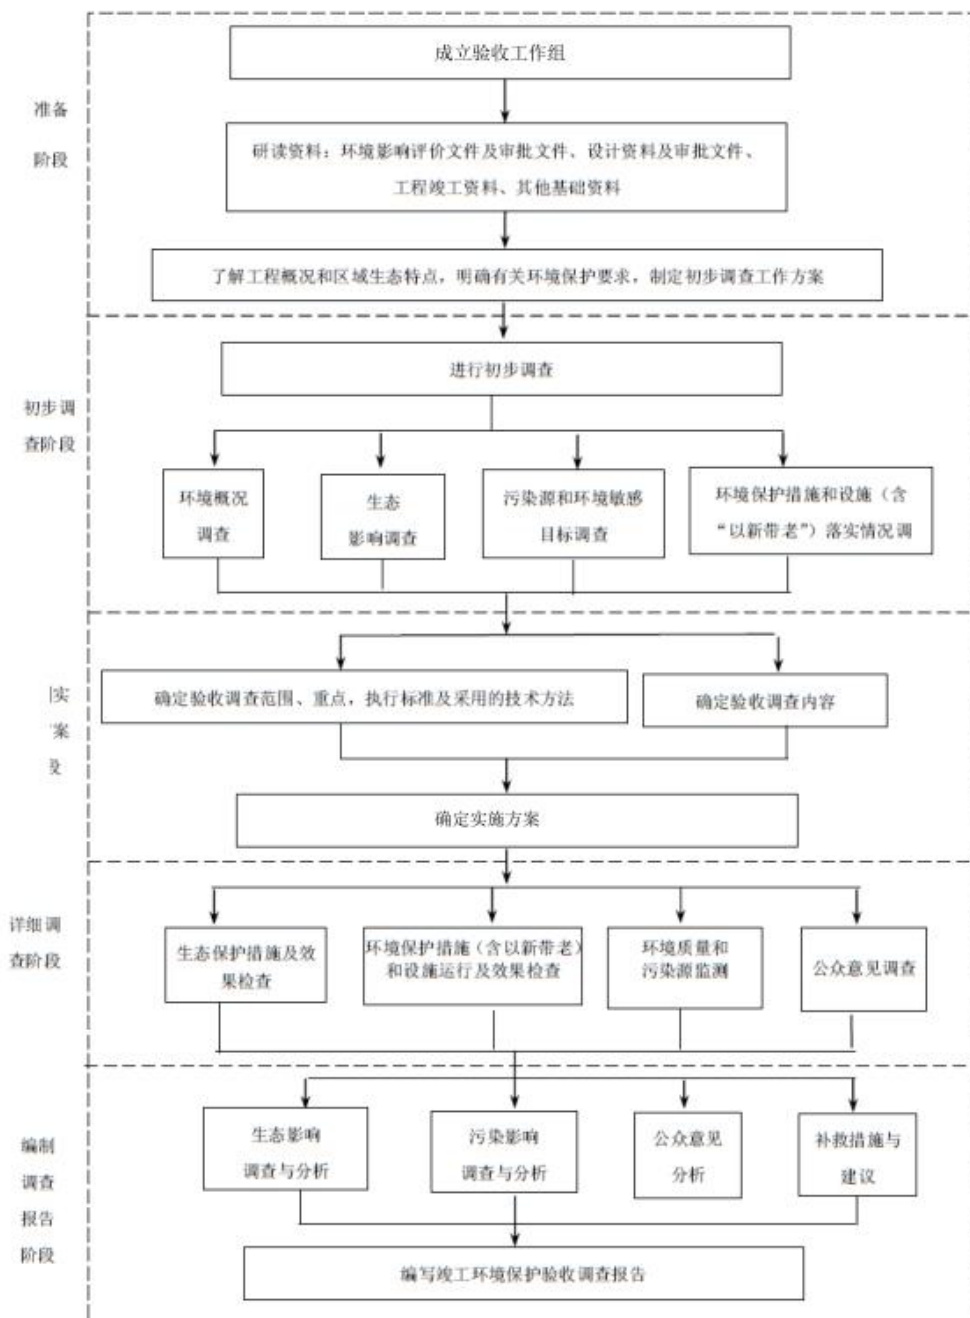 成立验收工作组
准备
阶段
研读资料：环境影响评价文件及审批文件、设计资料及审批文件、
工程竣工资料、其他基础资料
了解工程概况和区域生态特点，明确有关环境保护要求，制定初步调查工作方案
初步调
查阶段
进行初步调查
环境概况
调查
生态
影响调查
污染源和环境敏感
目标调查
环境保护措施和设施（含
“以新带老”）落实情况调
实
案
确定验收调查范围、重点，执行标准及采用的技术方法
确定验收调查内容
确定实施方案
详细调
查阶段
生态保护措施及效
果检查
环境保护措施（含以新带老）
和设施运行及效果检查
环境质量和
污染源监测
公众意见调查
编制
调查
报告
阶段
生态影响
调查与分析
污染影响
调查与分析
公众意见
分析
补救措施与
建议
编写竣工环境保护验收调查报告